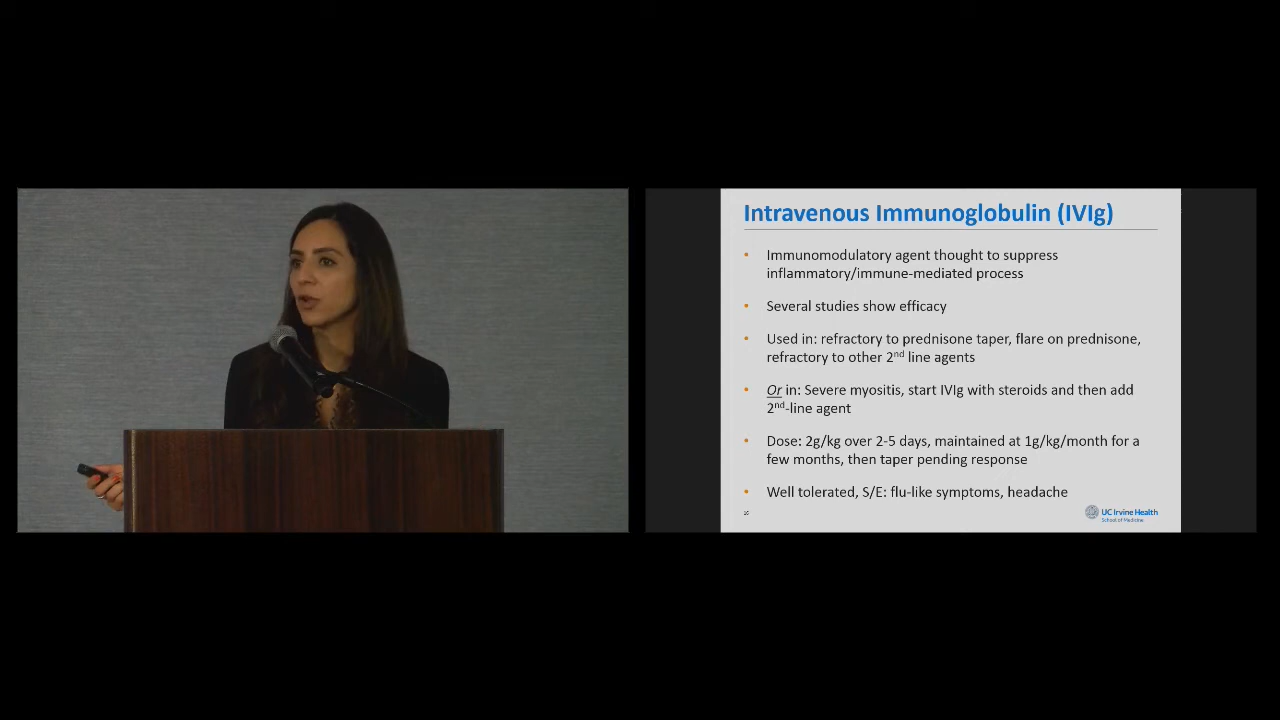 Intravenous Immunoglobulin (IVIg)
• Immunomodulatory agent thought to suppress
inflammatory/immune-mediated process
• Several studies show efficacy
• Used in: refractory to prednisone taper, flare on prednisone,
refractory to other 2nd line agents
• Or in: Severe myositis, start IVIg with steroids and then add
2nd-line agent
• Dose: 2g/kg over 2-5 days, maintained at 1g/kg/month for a
few months, then taper pending response
• Well tolerated, S/E: flu-like symptoms, headache
UC Irvine Health
School of Medicine